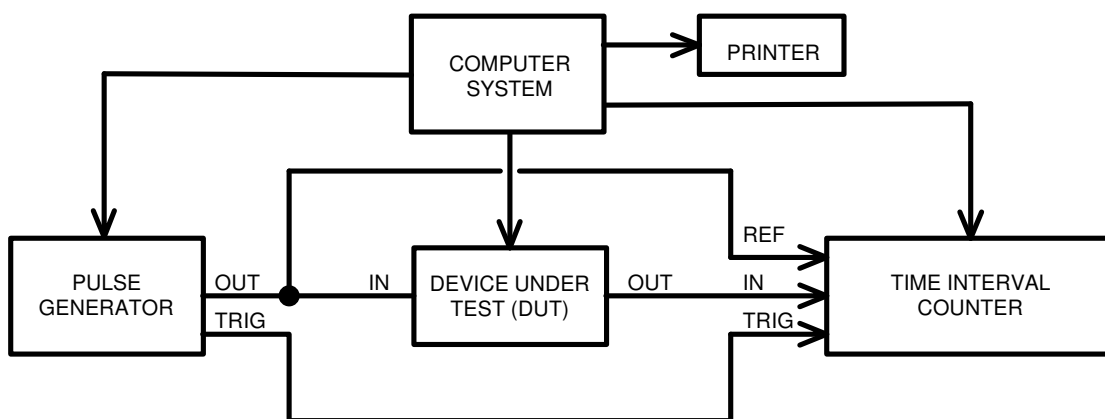 COMPUTER
SYSTEM
PRINTER
REF
PULSE
GENERATOR
OUT
TRIG
IN
DEVICE UNDER
TEST (DUT)
OUT
IN
TRIG
TIME INTERVAL
COUNTER